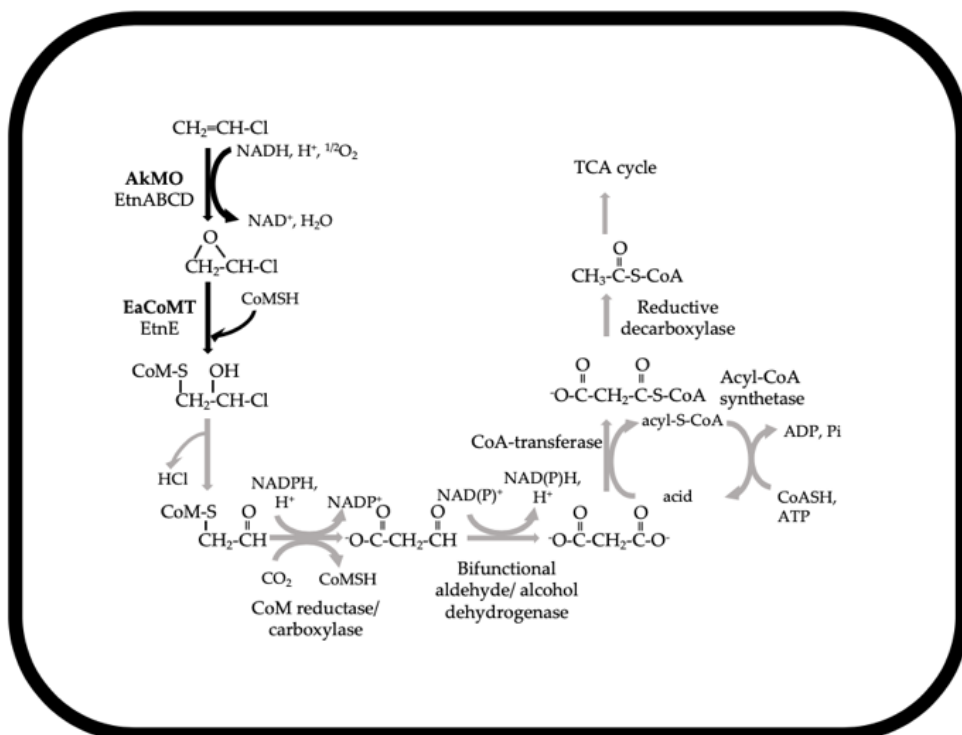 CH₂=CH-Cl
NADH, H⁺, ¹/²O₂
AkMO
EtnABCD
NAD⁺, H₂O
O
CH₂-CH-Cl
EaCoMT
EtnE
CoMSH
CoM-S OH
CH₂-CH-Cl
HCl
CoM-S O
CH₂-CH
NADPH,
H⁺
NADP⁺
CO₂
CoMSH
CoM reductase/
carboxylase
O O
⁻O-C-CH₂-CH
NAD(P)⁺
NAD(P)H,
H⁺
Bifunctional
aldehyde/ alcohol
dehydrogenase
O O
⁻O-C-CH₂-C-O⁻
CoA-transferase
acyl-S-CoA
acid
Acyl-CoA
synthetase
ADP, Pi
CoASH,
ATP
O O
⁻O-C-CH₂-C-S-CoA
Reductive
decarboxylase
O
CH₃-C-S-CoA
TCA cycle